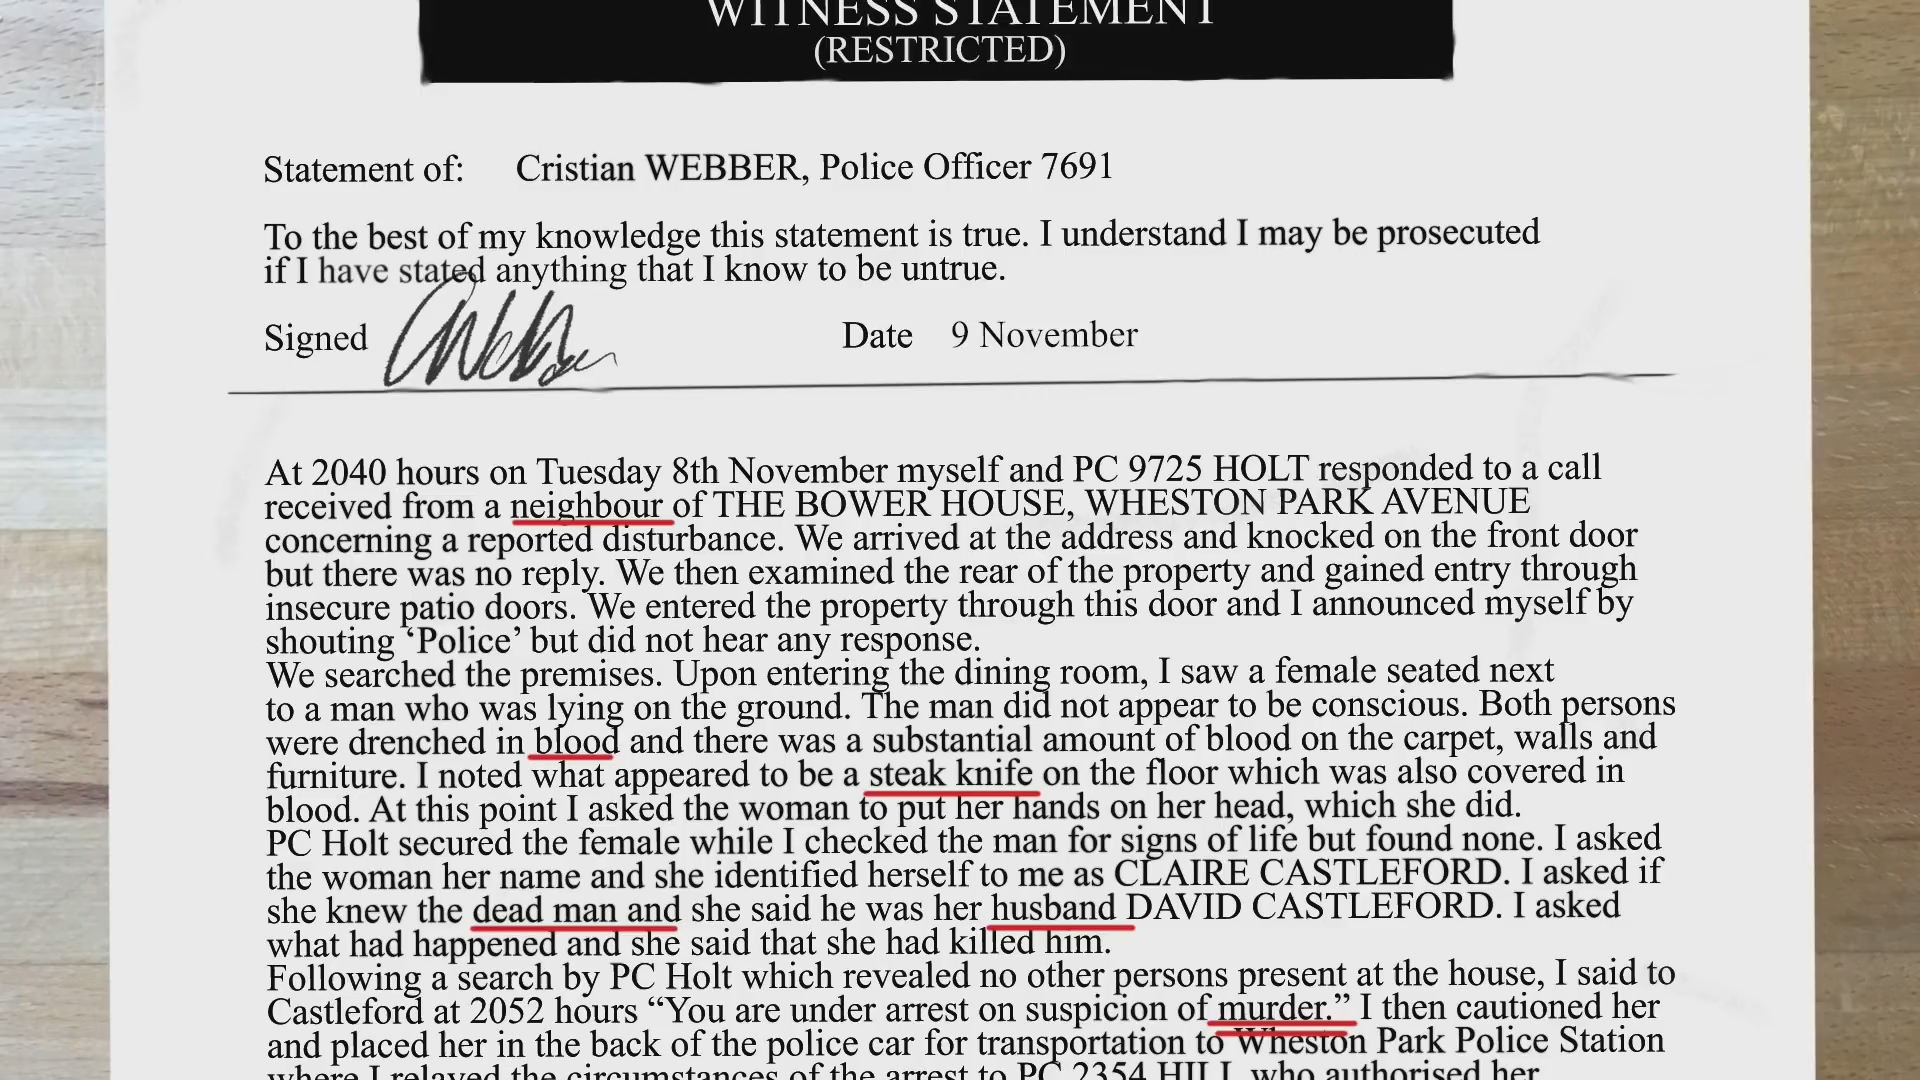 WITNESS STATEMENT
(RESTRICTED)
Statement of: Cristian WEBBER, Police Officer 7691
To the best of my knowledge this statement is true. I understand I may be prosecuted
if I have stated anything that I know to be untrue.
Signed CWebber Date 9 November
At 2040 hours on Tuesday 8th November myself and PC 9725 HOLT responded to a call
received from a neighbour of THE BOWER HOUSE, WHESTON PARK AVENUE
concerning a reported disturbance. We arrived at the address and knocked on the front door
but there was no reply. We then examined the rear of the property and gained entry through
insecure patio doors. We entered the property through this door and I announced myself by
shouting ‘Police’ but did not hear any response.
We searched the premises. Upon entering the dining room, I saw a female seated next
to a man who was lying on the ground. The man did not appear to be conscious. Both persons
were drenched in blood and there was a substantial amount of blood on the carpet, walls and
furniture. I noted what appeared to be a steak knife on the floor which was also covered in
blood. At this point I asked the woman to put her hands on her head, which she did.
PC Holt secured the female while I checked the man for signs of life but found none. I asked
the woman her name and she identified herself to me as CLAIRE CASTLEFORD. I asked if
she knew the dead man and she said he was her husband DAVID CASTLEFORD. I asked
what had happened and she said that she had killed him.
Following a search by PC Holt which revealed no other persons present at the house, I said to
Castleford at 2052 hours “You are under arrest on suspicion of murder.” I then cautioned her
and placed her in the back of the police car for transportation to Wheston Park Police Station
where I relayed the circumstances of the arrest to PC 2354 HILL who authorised her